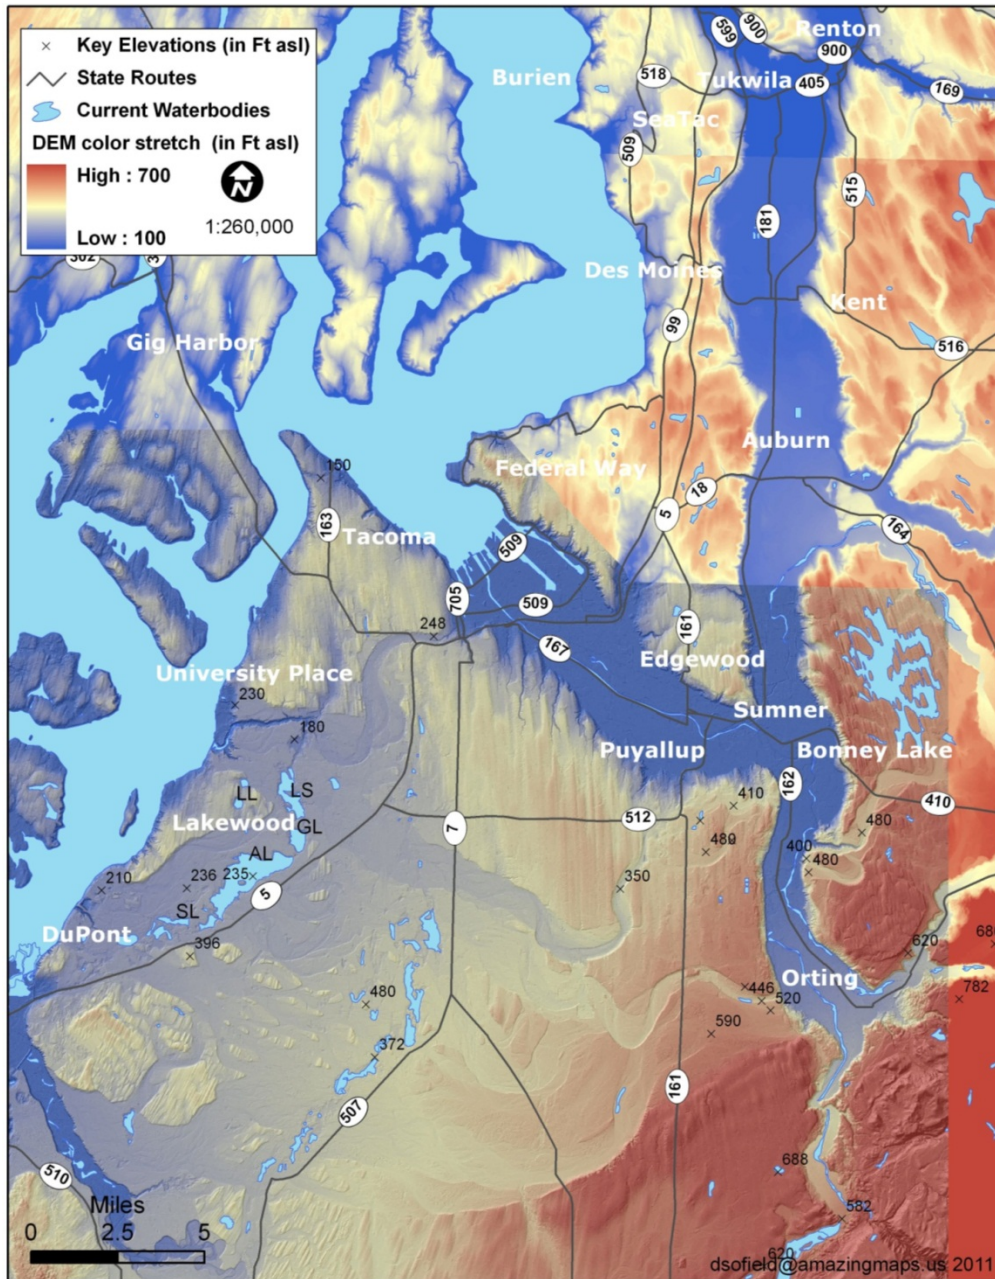 Key Elevations (in Ft asl)
State Routes
Current Waterbodies
DEM color stretch (in Ft asl)
High : 700
Low : 100
N
1:260,000
599
900
Renton
900
Burien
518
Tukwila
405
169
SeaTac
509
515
181
302
Des Moines
Kent
99
516
Gig Harbor
Auburn
150
Federal Way
18
5
163
Tacoma
509
164
705
509
248
161
167
Edgewood
University Place
230
Sumner
180
Puyallup
Bonney Lake
LL
LS
162
410
410
Lakewood
GL
512
7
480
480
AL
400
480
210
236
235
5
350
SL
DuPont
396
620
Orting
480
446
520
782
590
372
161
507
510
688
Miles
582
0
2.5
5
620
dsofield@amazingmaps.us 2011